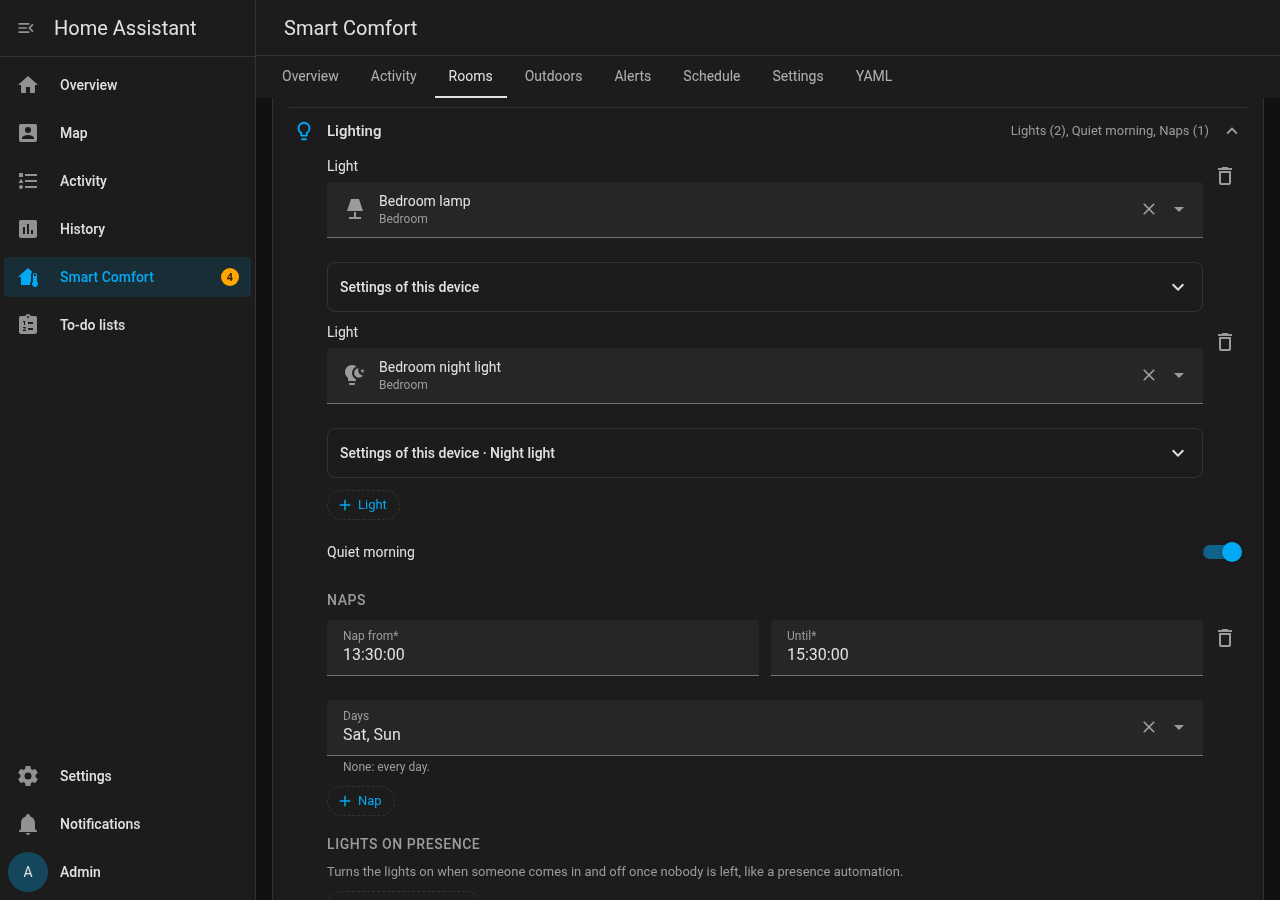 Home Assistant
Smart Comfort
Overview
Activity
Rooms
Outdoors
Alerts
Schedule
Settings
YAML
Overview
Map
Activity
History
Smart Comfort
4
To-do lists
Settings
Notifications
A
Admin
Lighting
Lights (2), Quiet morning, Naps (1)
Light
Bedroom lamp
Bedroom
Settings of this device
Light
Bedroom night light
Bedroom
Settings of this device · Night light
Light
Quiet morning
NAPS
Nap from*
13:30:00
Until*
15:30:00
Days
Sat, Sun
None: every day.
Nap
LIGHTS ON PRESENCE
Turns the lights on when someone comes in and off once nobody is left, like a presence automation.